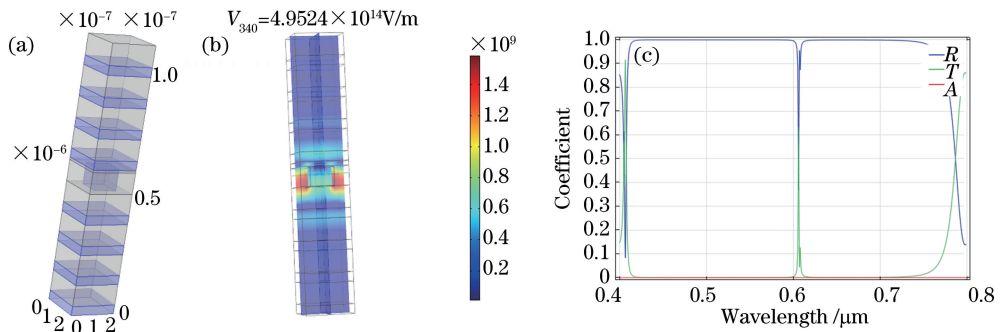 (a)
×10⁻⁷ ×10⁻⁷
1.0
×10⁻⁶
0.5
0
0 1 2
0 1 2
(b)
V₃₄₀=4.9524×10¹⁴V/m
×10⁹
1.4
1.2
1.0
0.8
0.6
0.4
0.2
(c)
R
T
A
Coefficient
1.0
0.9
0.8
0.7
0.6
0.5
0.4
0.3
0.2
0.1
0
0.4 0.5 0.6 0.7 0.8
Wavelength /μm